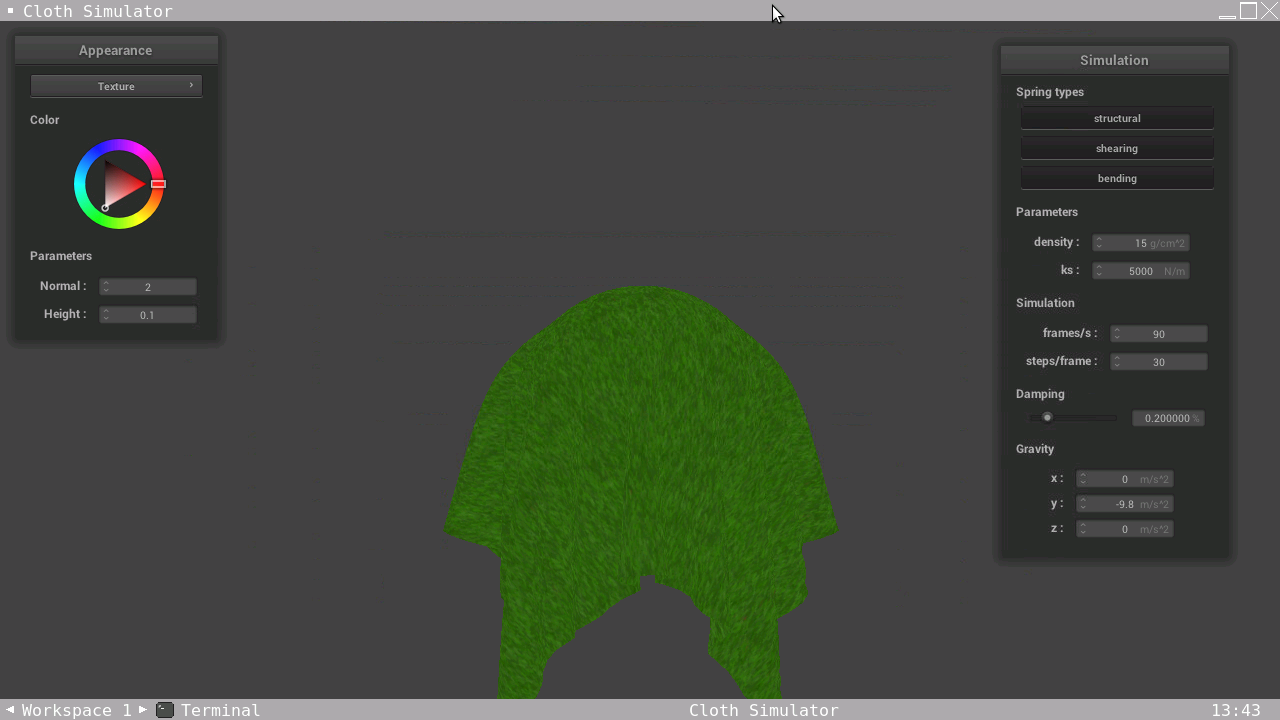 Cloth Simulator
Appearance
Texture
Color
Parameters
Normal : 2
Height : 0.1
Simulation
Spring types
structural
shearing
bending
Parameters
density : 15 g/cm^2
ks : 5000 N/m
Simulation
frames/s : 90
steps/frame : 30
Damping
0.200000 %
Gravity
x : 0 m/s^2
y : -9.8 m/s^2
z : 0 m/s^2
Workspace 1 Terminal Cloth Simulator 13:43